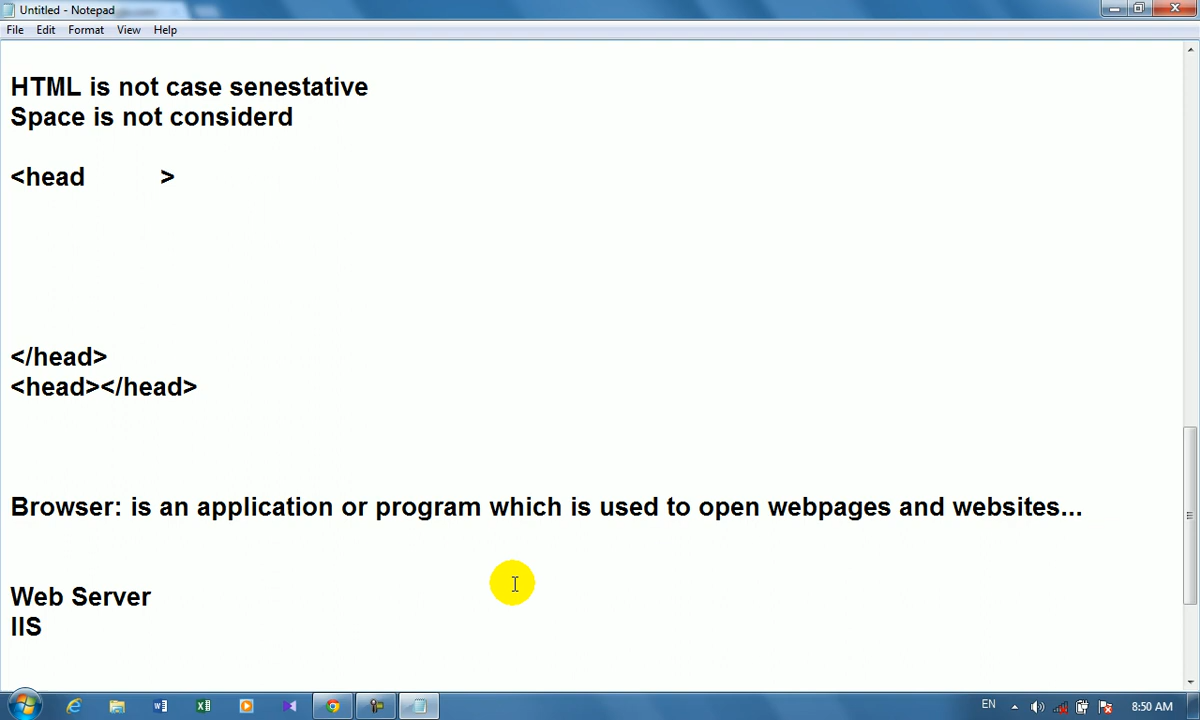 Untitled - Notepad
File Edit Format View Help
HTML is not case senestative
Space is not considerd
<head          >
</head>
<head></head>
Browser: is an application or program which is used to open webpages and websites...
Web Server
IIS
EN 8:50 AM